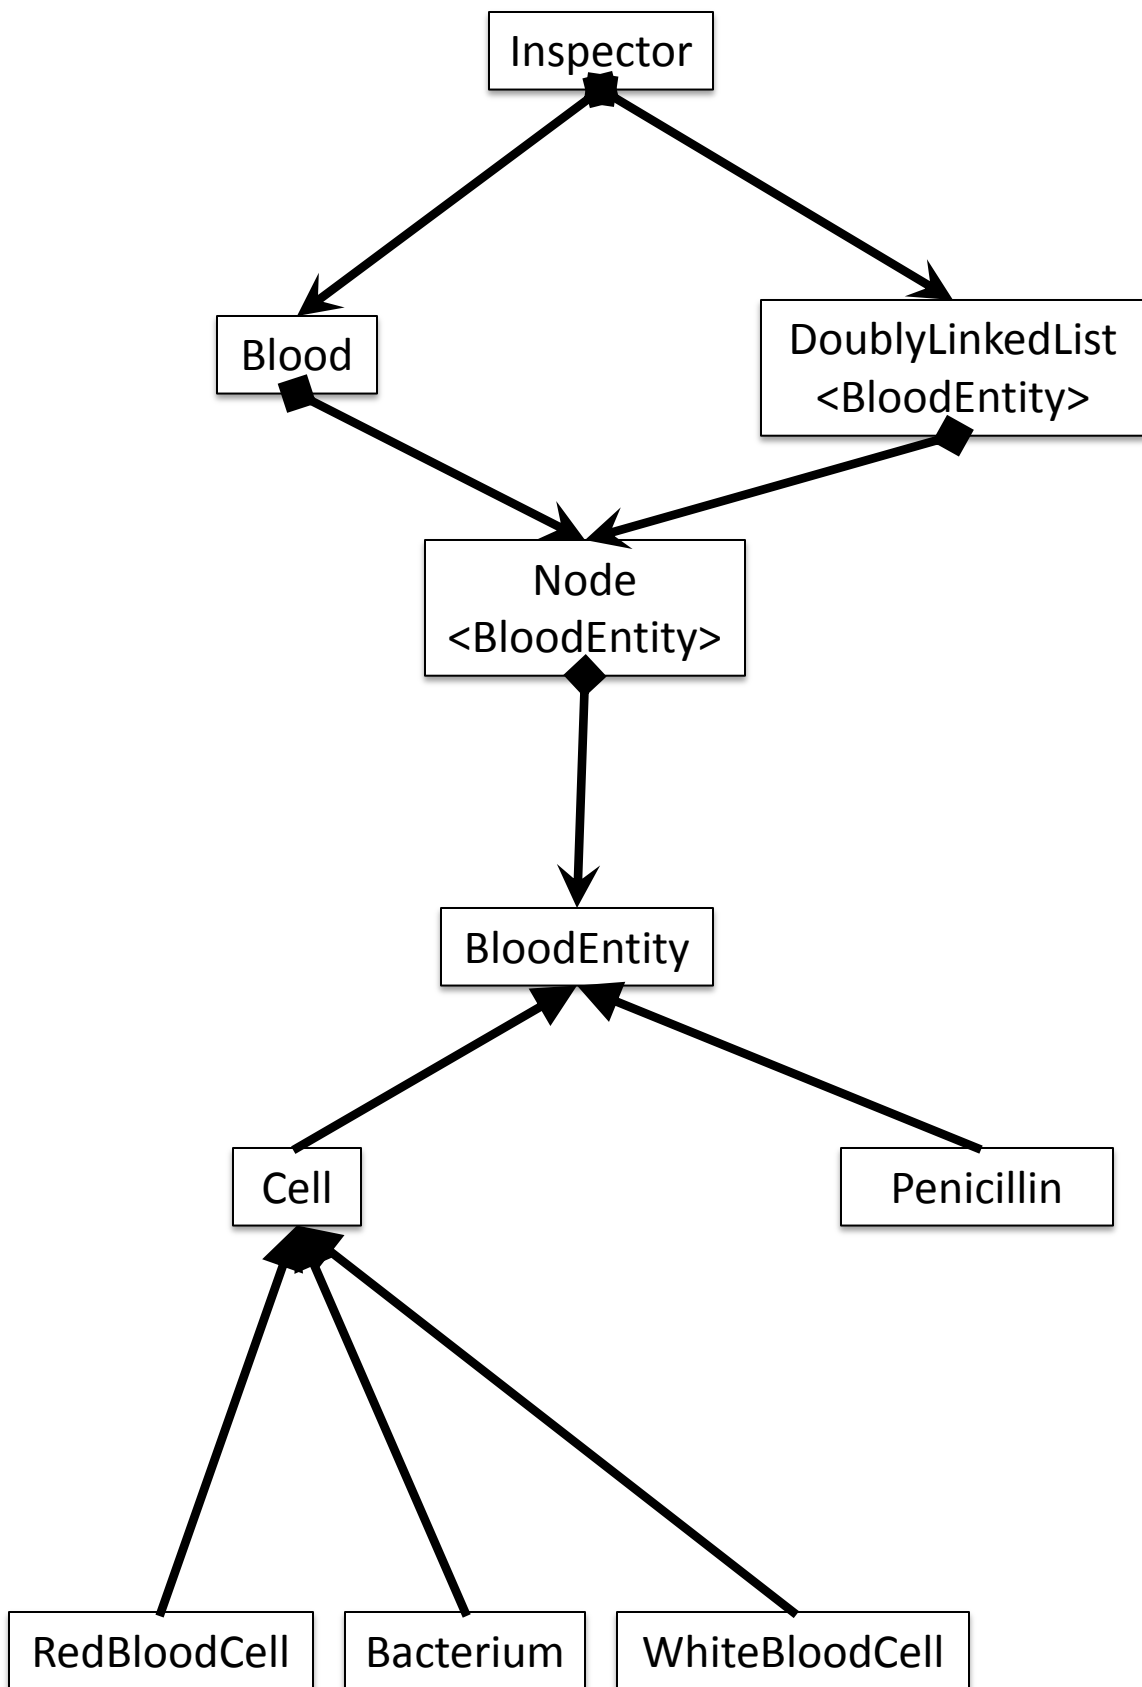 Inspector
Blood
DoublyLinkedList
<BloodEntity>
Node
<BloodEntity>
BloodEntity
Cell
Penicillin
RedBloodCell
Bacterium
WhiteBloodCell